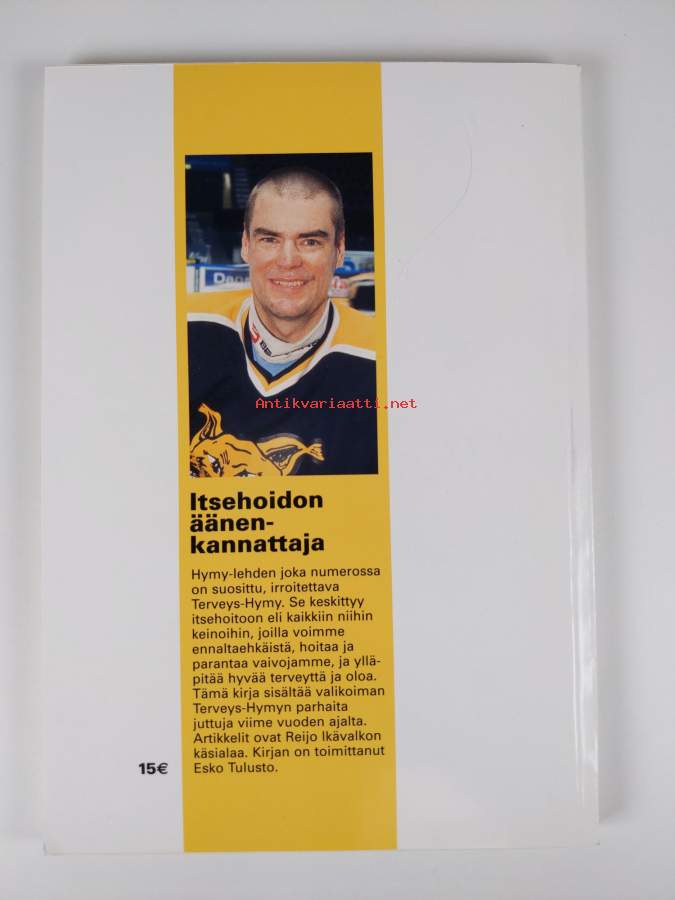 Antikvariaatti.net
Itsehoidon
äänen-
kannattaja
Hymy-lehden joka numerossa
on suosittu, irroitettava
Terveys-Hymy. Se keskittyy
itsehoitoon eli kaikkiin niihin
keinoihin, joilla voimme
ennaltaehkäistä, hoitaa ja
parantaa vaivojamme, ja yllä-
pitää hyvää terveyttä ja oloa.
Tämä kirja sisältää valikoiman
Terveys-Hymyn parhaita
juttuja viime vuoden ajalta.
Artikkelit ovat Reijo Ikävalkon
käsialaa. Kirjan on toimittanut
Esko Tulusto.
15€